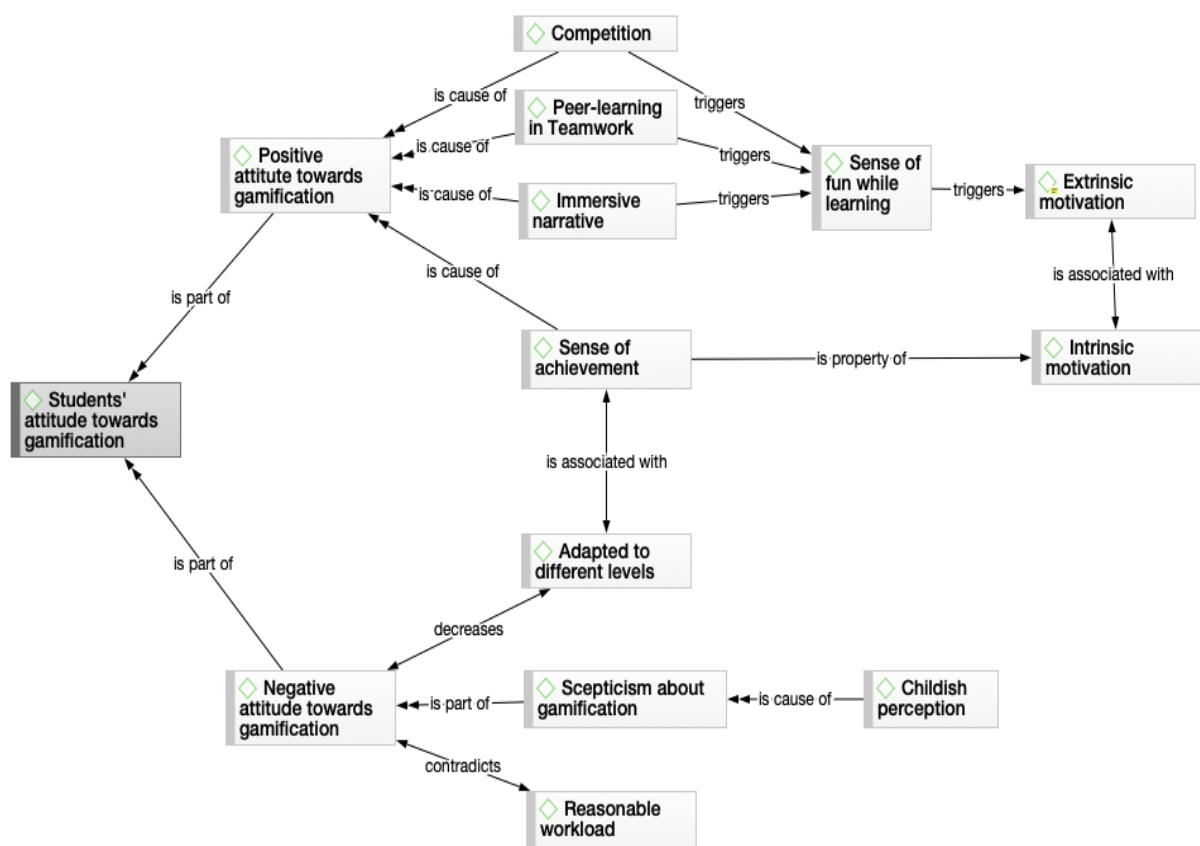 Competition
is cause of
triggers
Peer-learning
in Teamwork
is cause of
triggers
Positive
attitute towards
gamification
Immersive
narrative
is cause of
triggers
Sense of
fun while
learning
triggers
Extrinsic
motivation
is cause of
is associated with
is part of
Sense of
achievement
is property of
Intrinsic
motivation
Students'
attitude towards
gamification
is associated with
is part of
Adapted to
different levels
decreases
Negative
attitude towards
gamification
is part of
Scepticism about
gamification
is cause of
Childish
perception
contradicts
Reasonable
workload